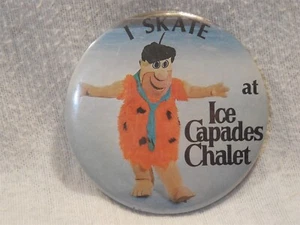 I SKATE
at
Ice
Capades
Chalet